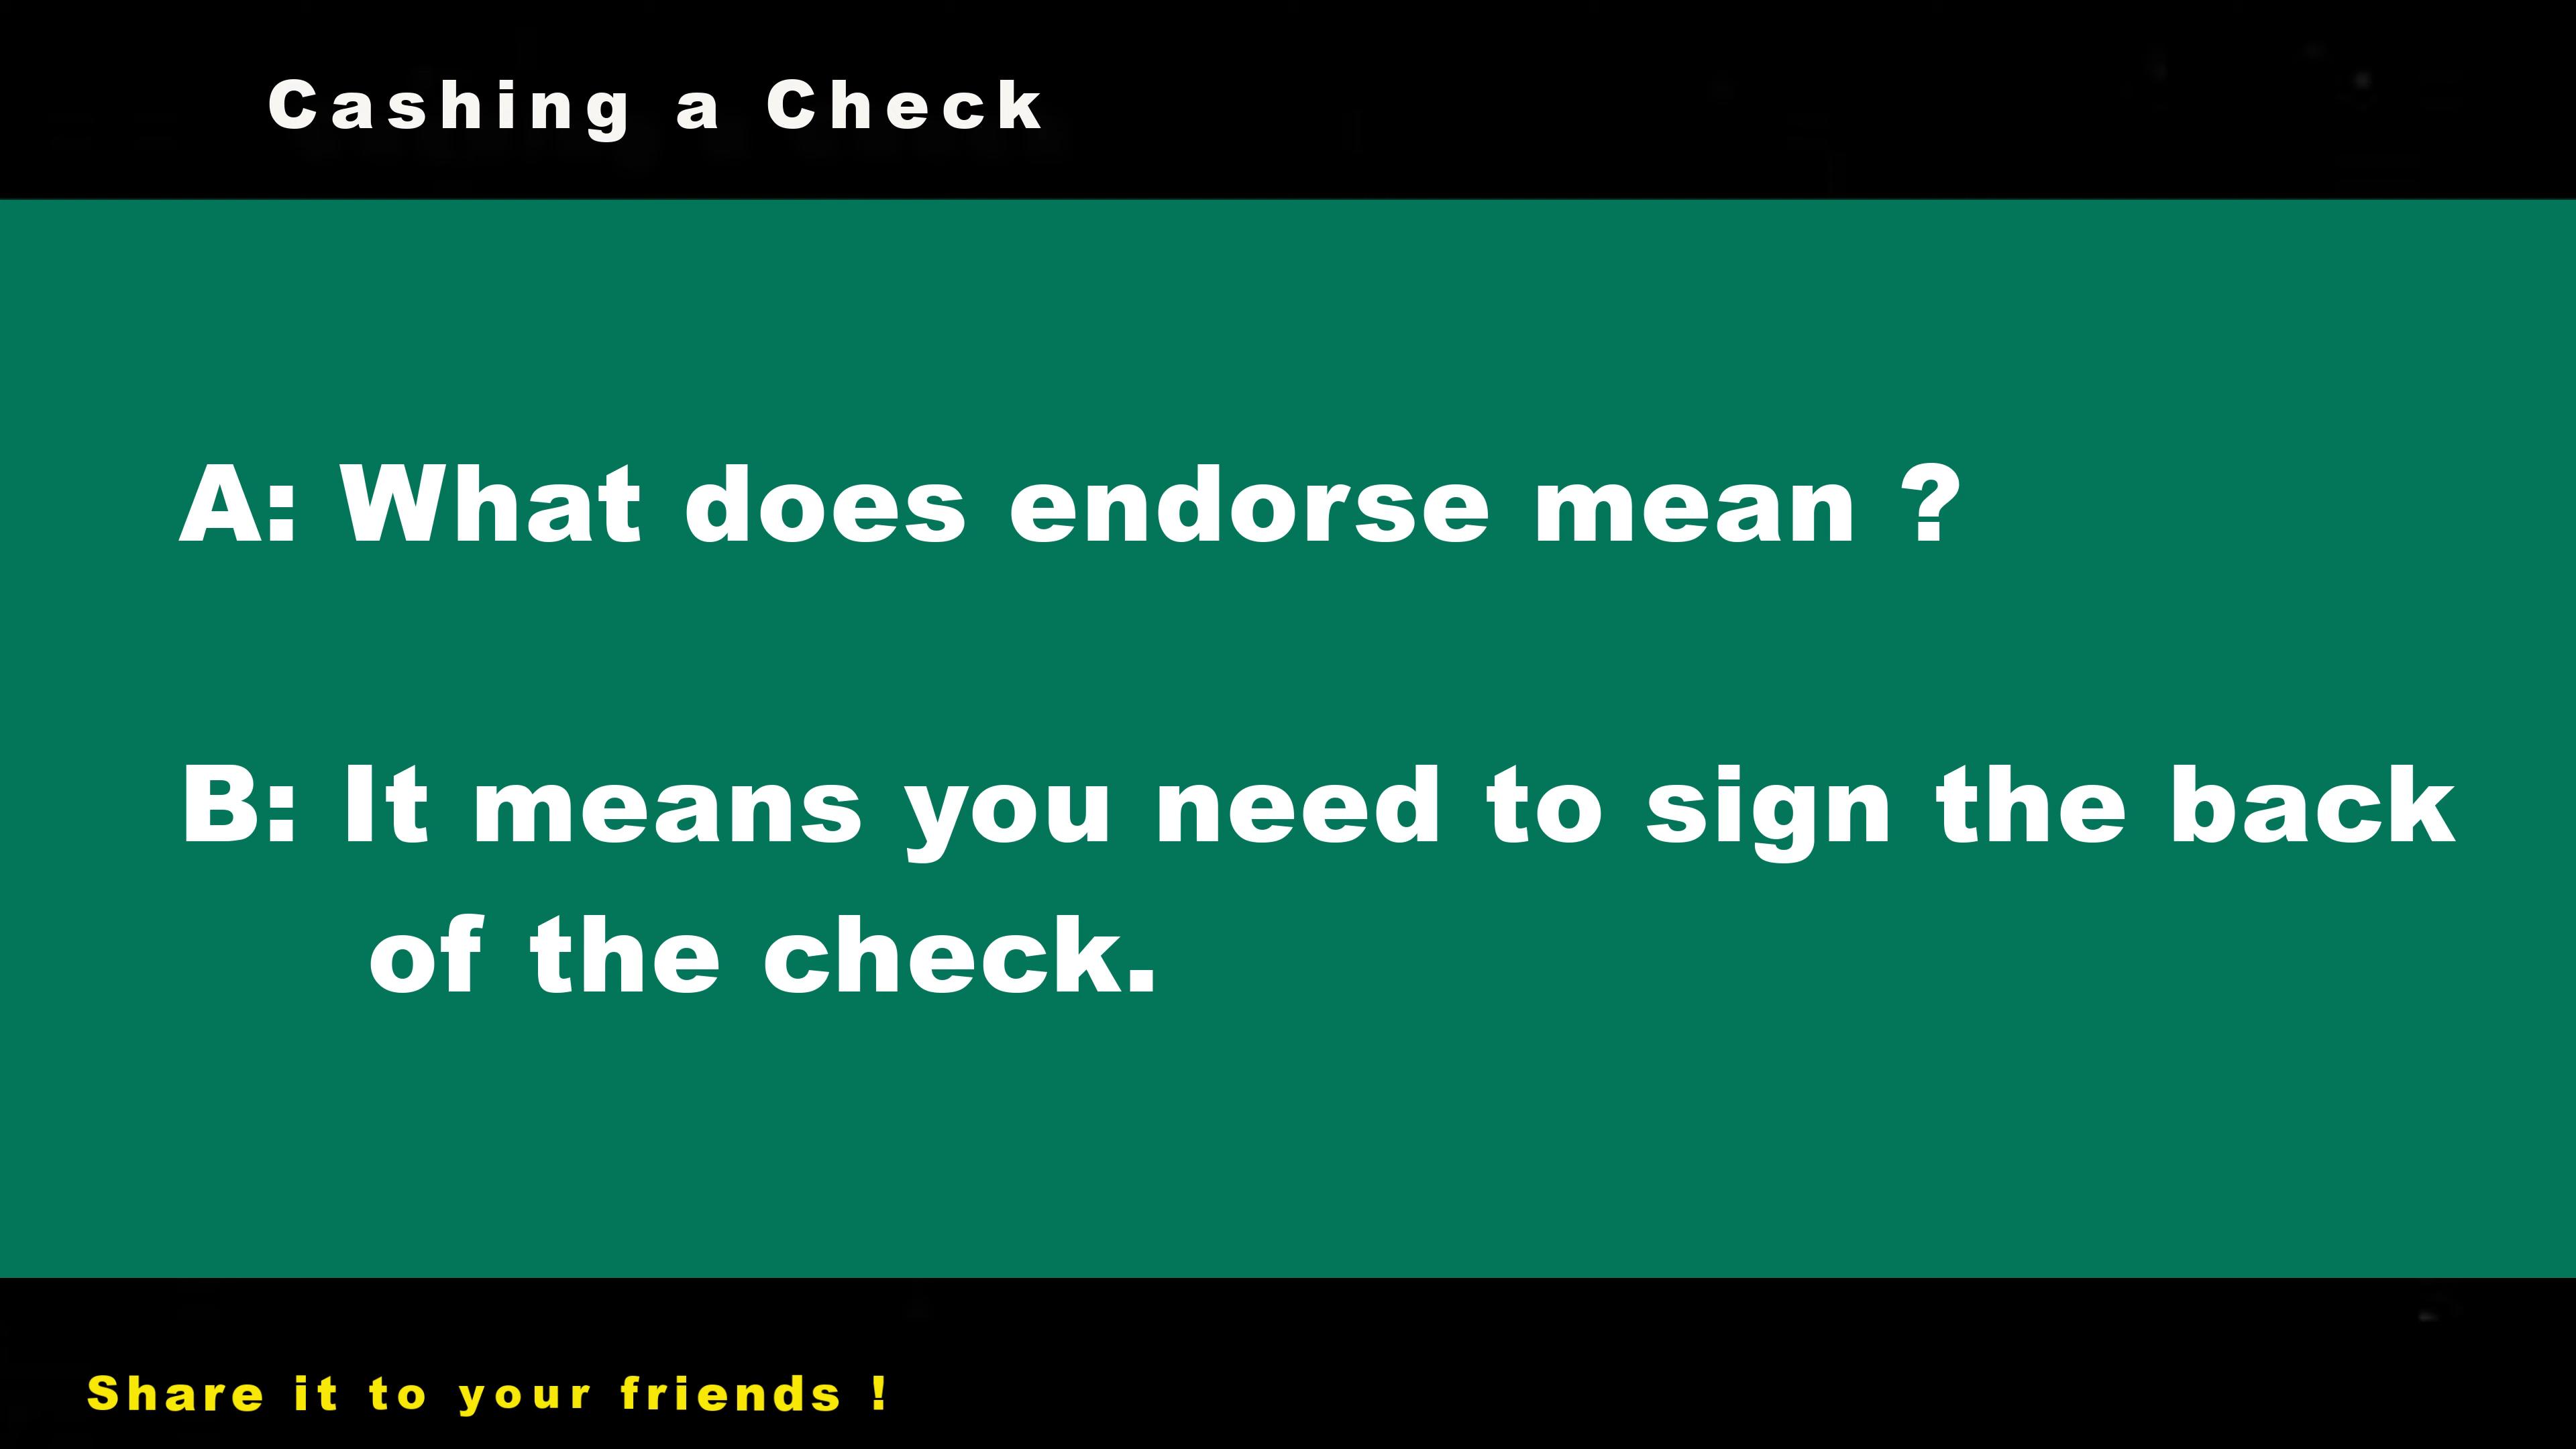 Cashing a Check
A: What does endorse mean ?
B: It means you need to sign the back
of the check.
Share it to your friends !